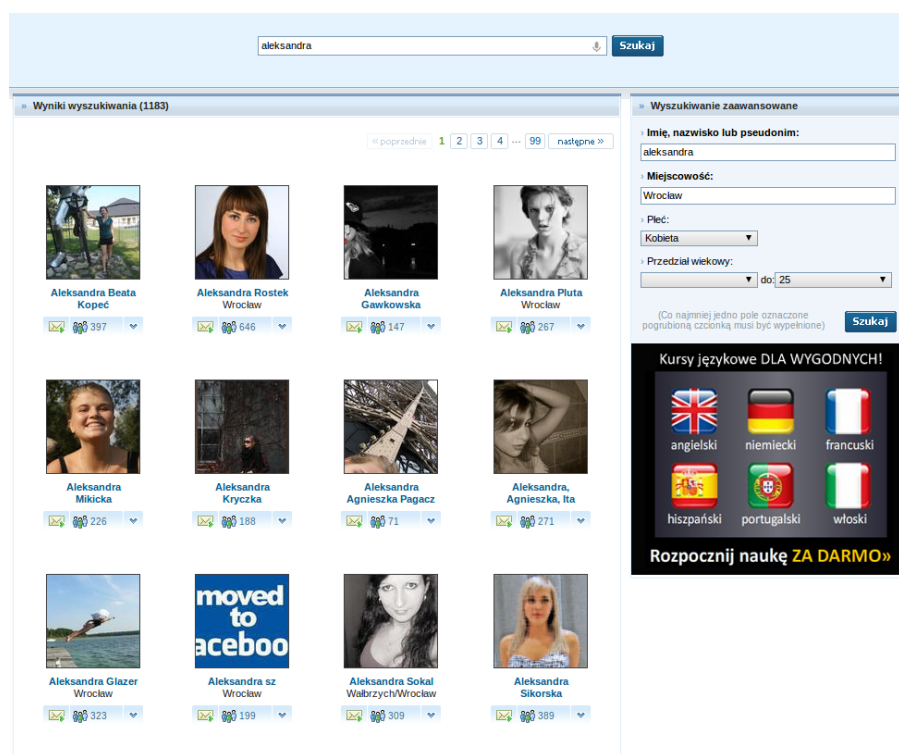 aleksandra
Szukaj
» Wyniki wyszukiwania (1183)
« poprzednie 1 2 3 4 ... 99 następne »
Aleksandra Beata
Kopeć
397
Aleksandra Rostek
Wrocław
646
Aleksandra
Gawkowska
147
Aleksandra Pluta
Wrocław
267
Aleksandra
Mikicka
226
Aleksandra
Kryczka
188
Aleksandra
Agnieszka Pagacz
71
Aleksandra,
Agnieszka, Ita
271
Aleksandra Glazer
Wrocław
323
moved
to
aceboo
Aleksandra sz
Wrocław
199
Aleksandra Sokal
Wałbrzych/Wrocław
309
Aleksandra
Sikorska
389
» Wyszukiwanie zaawansowane
› Imię, nazwisko lub pseudonim:
aleksandra
› Miejscowość:
Wrocław
› Płeć:
Kobieta
› Przedział wiekowy:
do: 25
(Co najmniej jedno pole oznaczone
pogrubioną czcionką musi być wypełnione)
Szukaj
Kursy językowe DLA WYGODNYCH!
angielski niemiecki francuski
hiszpański portugalski włoski
Rozpocznij naukę ZA DARMO»